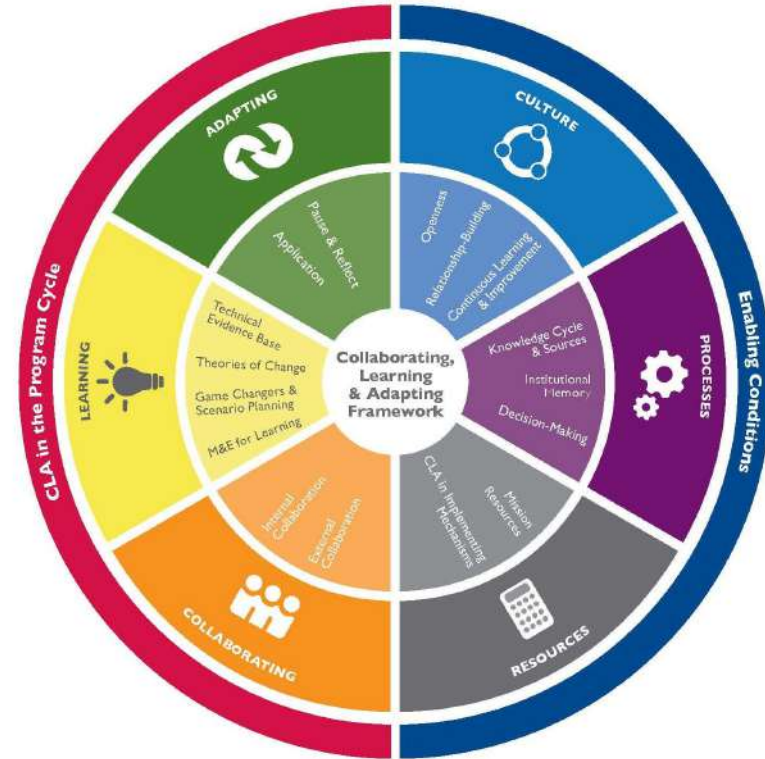 CLA in the Program Cycle
Enabling Conditions
ADAPTING
Pause & Reflect
Application
CULTURE
Openness
Relationship-Building
Continuous Learning
& Improvement
LEARNING
Technical
Evidence Base
Theories of Change
Game Changers &
Scenario Planning
M&E for Learning
Collaborating,
Learning
& Adapting
Framework
PROCESSES
Knowledge Cycle
& Sources
Institutional
Memory
Decision-Making
COLLABORATING
Internal
Collaboration
External
Collaboration
RESOURCES
Mission
Resources
CLA in Implementing
Mechanisms